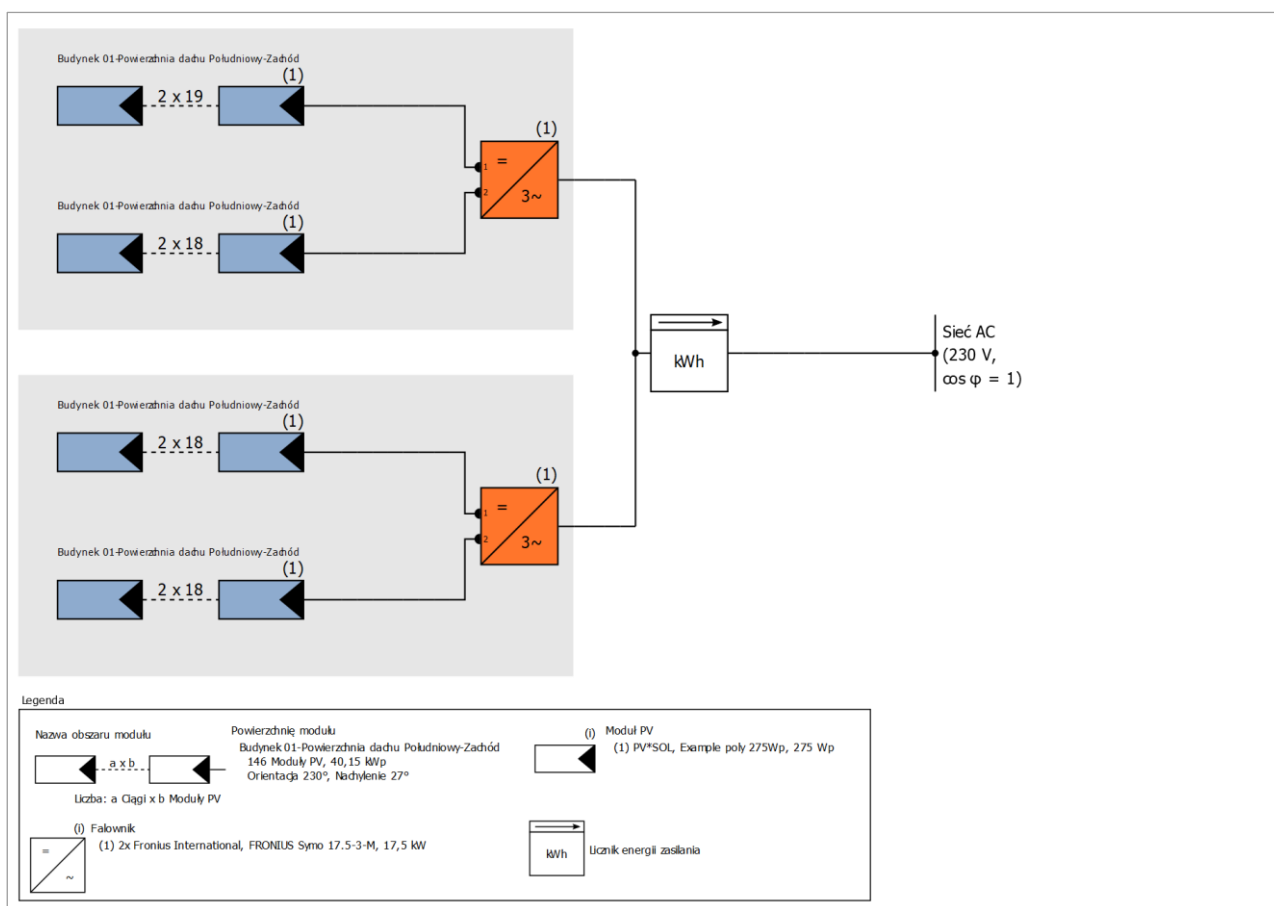 Budynek 01-Powierzchnia dachu Południowy-Zachód
(1)
2 x 19
(1)
=
1
2
3~
Budynek 01-Powierzchnia dachu Południowy-Zachód
(1)
2 x 18
kWh
Sieć AC
(230 V,
cos φ = 1)
Budynek 01-Powierzchnia dachu Południowy-Zachód
(1)
2 x 18
(1)
=
1
2
3~
Budynek 01-Powierzchnia dachu Południowy-Zachód
(1)
2 x 18
Legenda
Nazwa obszaru modułu
a x b
Liczba: a Ciągi x b Moduły PV
Powierzchnię modułu
Budynek 01-Powierzchnia dachu Południowy-Zachód
146 Moduły PV, 40,15 kWp
Orientacja 230°, Nachylenie 27°
(i) Moduł PV
(1) PV*SOL, Example poly 275Wp, 275 Wp
(i) Falownik
(1) 2x Fronius International, FRONIUS Symo 17.5-3-M, 17,5 kW
=
~
kWh
Licznik energii zasilania